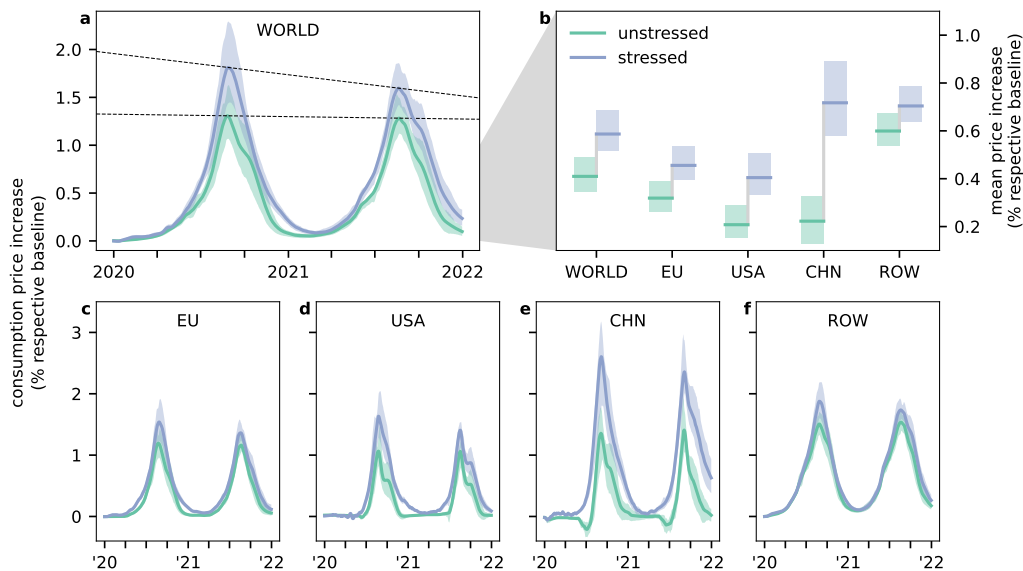 a
WORLD
2.0
1.5
1.0
0.5
0.0
2020
2021
2022
consumption price increase
(% respective baseline)
b
unstressed
stressed
1.0
0.8
0.6
0.4
0.2
mean price increase
(% respective baseline)
WORLD
EU
USA
CHN
ROW
c
EU
3
2
1
0
'20
'21
'22
d
USA
'20
'21
'22
e
CHN
'20
'21
'22
f
ROW
'20
'21
'22